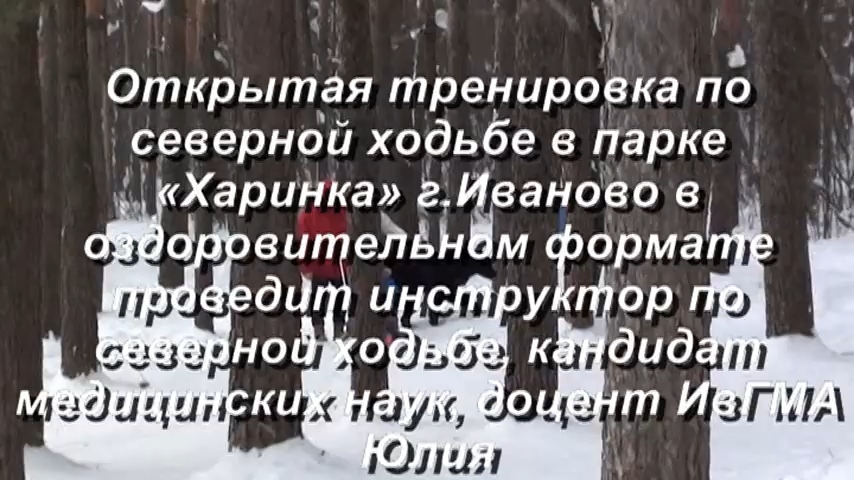 Открытая тренировка по
северной ходьбе в парке
«Харинка» г.Иваново в
оздоровительном формате
проведит инструктор по
северной ходьбе, кандидат
медицинских наук, доцент ИвГМА
Юлия